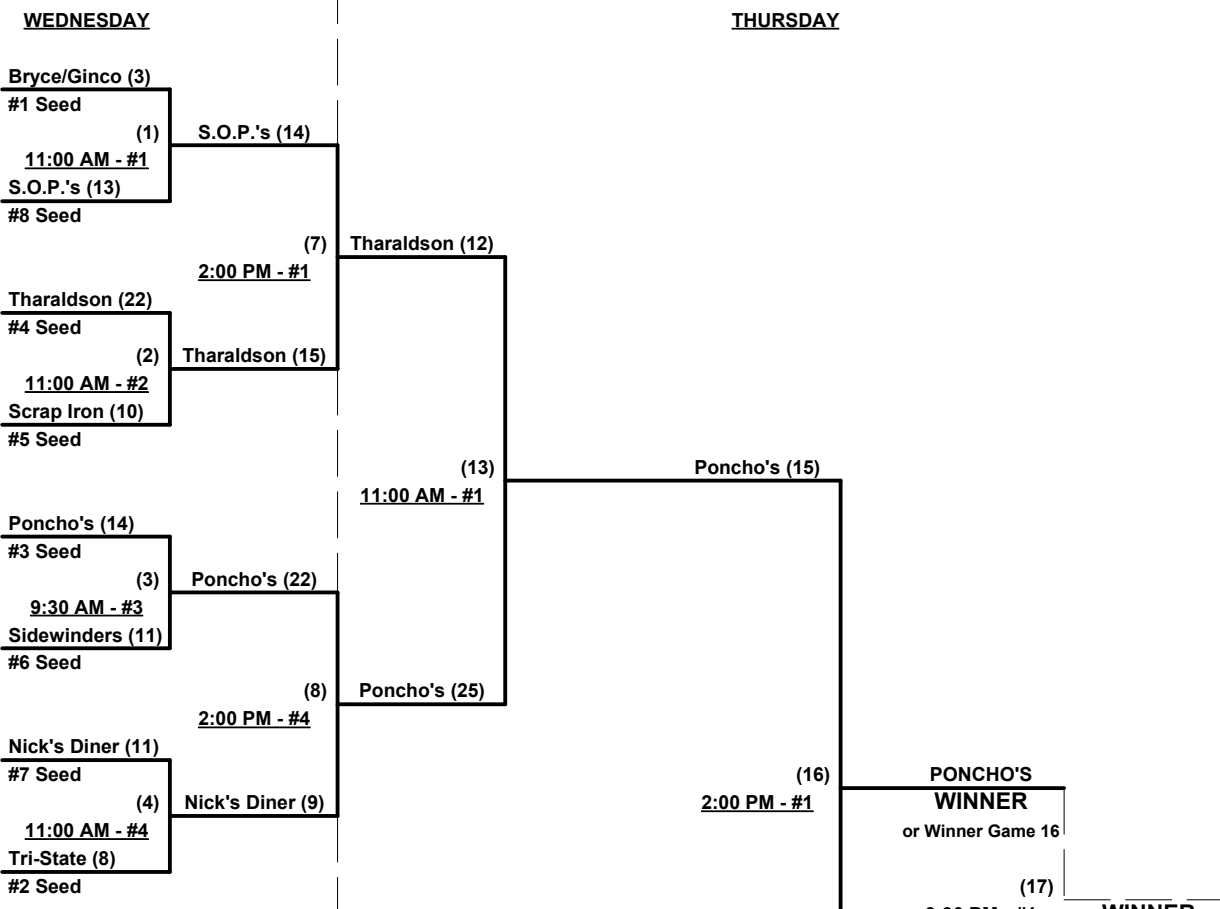 WEDNESDAY
THURSDAY
Bryce/Ginco (3)
#1 Seed
(1)
S.O.P.'s (14)
11:00 AM - #1
S.O.P.'s (13)
#8 Seed
(7)
Tharaldson (12)
2:00 PM - #1
Tharaldson (22)
#4 Seed
(2)
Tharaldson (15)
11:00 AM - #2
Scrap Iron (10)
#5 Seed
(13)
Poncho's (15)
11:00 AM - #1
Poncho's (14)
#3 Seed
(3)
Poncho's (22)
9:30 AM - #3
Sidewinders (11)
#6 Seed
(8)
Poncho's (25)
2:00 PM - #4
Nick's Diner (11)
#7 Seed
(16)
PONCHO'S
(4)
Nick's Diner (9)
2:00 PM - #1
WINNER
11:00 AM - #4
or Winner Game 16
Tri-State (8)
#2 Seed
(17)
WINNER